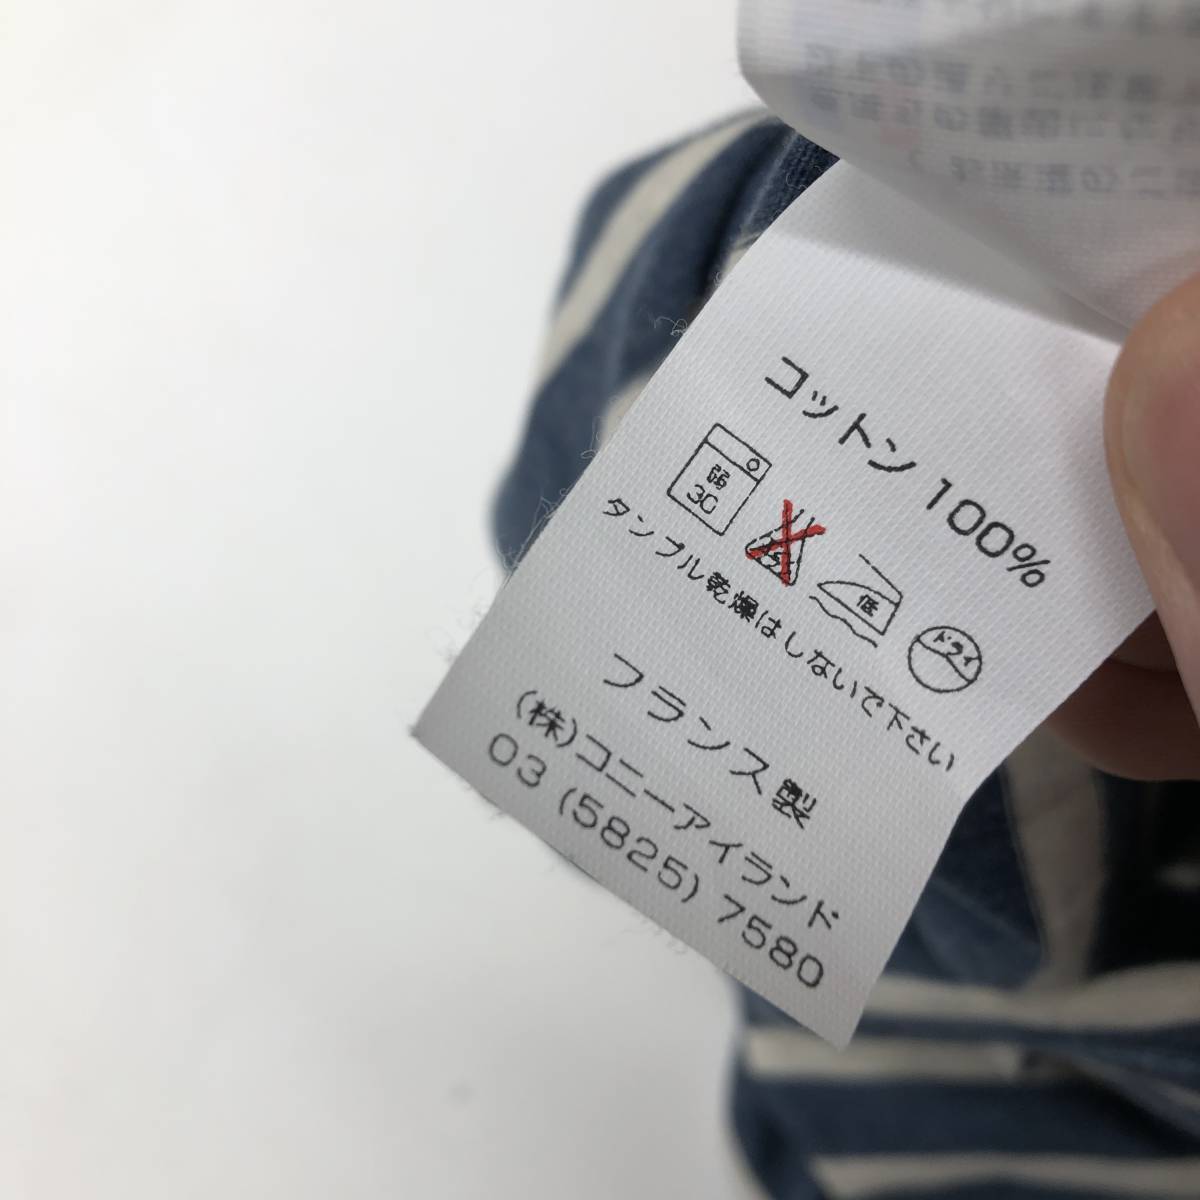 コットン 100%
弱
30
低
ドライ
タンブル乾燥はしないで下さい
フランス製
(株)コニーアイランド
03 (5825) 7580